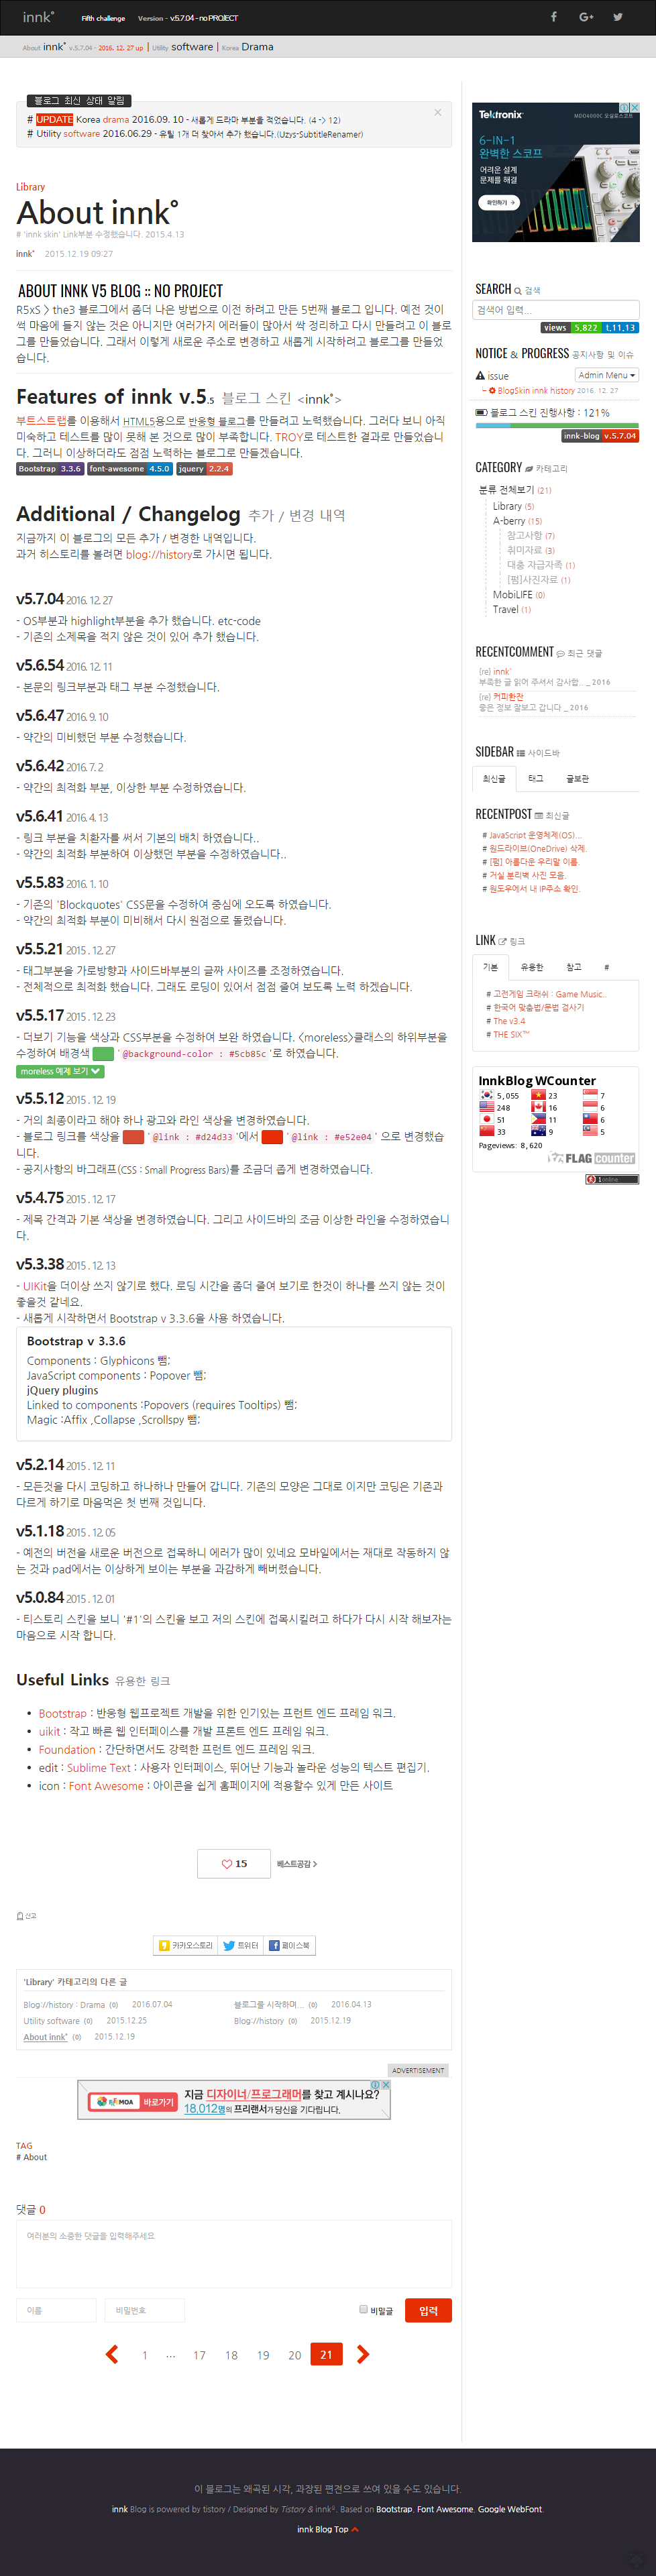 innk˚ Fifth challenge Version - v.5.7.04 - no PROJECT
About innk˚ v.5.7.04 - 2016. 12. 27 up | Utility software | Korea Drama
블로그 최신 상태 알림
×
# UPDATE Korea drama 2016.09. 10 - 새롭게 드라마 부분을 적었습니다. (4 -> 12)
# Utility software 2016.06.29 - 유틸 1개 더 찾아서 추가 했습니다.(Uzys-SubtitleRenamer)
Library
About innk˚
# 'innk skin' Link부분 수정했습니다. 2015.4.13
innk˚ 2015.12.19 09:27
ABOUT INNK V5 BLOG :: NO PROJECT
R5xS > the3 블로그에서 좀더 나은 방법으로 이전 하려고 만든 5번째 블로그 입니다. 예전 것이
썩 마음에 들지 않는 것은 아니지만 여러가지 에러들이 많아서 싹 정리하고 다시 만들려고 이 블로
그를 만들었습니다. 그래서 이렇게 새로운 주소로 변경하고 새롭게 시작하려고 블로그를 만들었
습니다.
Features of innk v.5.5 블로그 스킨 <innk˚>
부트스트랩를 이용해서 HTML5용으로 반응형 블로그를 만들려고 노력했습니다. 그러다 보니 아직
미숙하고 테스트를 많이 못해 본 것으로 많이 부족합니다. TROY로 테스트한 결과로 만들었습니
다. 그러니 이상하더라도 점점 노력하는 블로그로 만들겠습니다.
Bootstrap 3.3.6 font-awesome 4.5.0 jquery 2.2.4
Additional / Changelog 추가 / 변경 내역
지금까지 이 블로그의 모든 추가 / 변경한 내역입니다.
과거 히스토리를 볼려면 blog://history로 가시면 됩니다.
v5.7.04 2016. 12. 27
- OS부분과 highlight부분을 추가 했습니다. etc-code
- 기존의 소제목을 적지 않은 것이 있어 추가 했습니다.
v5.6.54 2016. 12. 11
- 본문의 링크부분과 태그 부분 수정했습니다.
v5.6.47 2016. 9. 10
- 약간의 미비했던 부분 수정했습니다.
v5.6.42 2016. 7. 2
- 약간의 최적화 부분, 이상한 부분 수정하였습니다.
v5.6.41 2016. 4. 13
- 링크 부분을 치환자를 써서 기본의 배치 하였습니다..
- 약간의 최적화 부분하여 이상했던 부분을 수정하였습니다..
v5.5.83 2016. 1. 10
- 기존의 'Blockquotes' CSS문을 수정하여 중심에 오도록 하였습니다.
- 약간의 최적화 부분이 미비해서 다시 원점으로 돌렸습니다.
v5.5.21 2015 . 12. 27
- 태그부분을 가로방향과 사이드바부분의 글짜 사이즈를 조정하였습니다.
- 전체적으로 최적화 했습니다. 그래도 로딩이 있어서 점점 줄여 보도록 노력 하겠습니다.
v5.5.17 2015 . 12. 23
- 더보기 기능을 색상과 CSS부분을 수정하여 보완 하였습니다. <moreless>클래스의 하위부분을
수정하여 배경색 '@background-color : #5cb85c'로 하였습니다.
moreless 예제 보기
v5.5.12 2015 . 12. 19
- 거의 최종이라고 해야 하나 광고와 라인 색상을 변경하였습니다.
- 블로그 링크를 색상을 '@link : #d24d33'에서 '@link : #e52e04' 으로 변경했습니
다.
- 공지사항의 바그래프(CSS : Small Progress Bars)를 조금더 좁게 변경하였습니다.
v5.4.75 2015 . 12. 17
- 제목 간격과 기본 색상을 변경하였습니다. 그리고 사이드바의 조금 이상한 라인을 수정하였습니
다.
v5.3.38 2015 . 12. 13
- UIKit을 더이상 쓰지 않기로 했다. 로딩 시간을 좀더 줄여 보기로 한것이 하나를 쓰지 않는 것이
좋을것 같네요.
- 새롭게 시작하면서 Bootstrap v 3.3.6을 사용 하였습니다.
Bootstrap v 3.3.6
Components : Glyphicons 뺌;
JavaScript components : Popover 뺌;
jQuery plugins
Linked to components :Popovers (requires Tooltips) 뺌;
Magic :Affix ,Collapse ,Scrollspy 뺌;
v5.2.14 2015 . 12. 11
- 모든것을 다시 코딩하고 하나하나 만들어 갑니다. 기존의 모양은 그대로 이지만 코딩은 기존과
다르게 하기로 마음먹은 첫 번째 것입니다.
v5.1.18 2015 . 12. 05
- 예전의 버전을 새로운 버전으로 접목하니 에러가 많이 있네요 모바일에서는 재대로 작동하지 않
는 것과 pad에서는 이상하게 보이는 부분을 과감하게 빼버렸습니다.
v5.0.84 2015 . 12. 01
- 티스토리 스킨을 보니 '#1'의 스킨을 보고 저의 스킨에 접목시킬려고 하다가 다시 시작 해보자는
마음으로 시작 합니다.
Useful Links 유용한 링크
• Bootstrap : 반응형 웹프로젝트 개발을 위한 인기있는 프런트 엔드 프레임 워크.
• uikit : 작고 빠른 웹 인터페이스를 개발 프론트 엔드 프레임 워크.
• Foundation : 간단하면서도 강력한 프런트 엔드 프레임 워크.
• edit : Sublime Text : 사용자 인터페이스, 뛰어난 기능과 놀라운 성능의 텍스트 편집기.
• icon : Font Awesome : 아이콘을 쉽게 홈페이지에 적용할수 있게 만든 사이트
15 베스트공감 >
신고
카카오스토리 트위터 페이스북
'Library' 카테고리의 다른 글
Blog://history : Drama (0) 2016.07.04 블로그를 시작하며... (0) 2016.04.13
Utility software (0) 2015.12.25 Blog://history (0) 2015.12.19
About innk˚ (0) 2015.12.19
ADVERTISEMENT
바로가기 지금 디자이너/프로그래머를 찾고 계시나요?
18,012명의 프리랜서가 당신을 기다립니다.
TAG
# About
댓글 0
여러분의 소중한 댓글을 입력해주세요
이름 비밀번호 비밀글 입력
1 ... 17 18 19 20 21
Tektronix MDO4000C 오실로스코프
6-IN-1
완벽한 스코프
어려운 설계
문제를 해결
확인하기 >
SEARCH 검색
검색어 입력...
views 5,822 t,11,13
NOTICE & PROGRESS 공지사항 및 이슈
issue Admin Menu
BlogSkin innk history 2016. 12. 27
블로그 스킨 진행사항 : 121%
innk-blog v.5.7.04
CATEGORY 카테고리
분류 전체보기 (21)
Library (5)
A-berry (15)
참고사항 (7)
취미자료 (3)
대충 자급자족 (1)
[펌]사진자료 (1)
MobiLIFE (0)
Travel (1)
RECENTCOMMENT 최근 댓글
{re} innk˚
부족한 글 읽어 주셔서 감사합.. _ 2016
{re} 커피한잔
좋은 정보 잘보고 갑니다 _ 2016
SIDEBAR 사이드바
최신글 태그 글보관
RECENTPOST 최신글
# JavaScript 운영체제(OS)...
# 원드라이브(OneDrive) 삭제.
# [펌] 아름다운 우리말 이름.
# 거실 분리벽 사진 모음.
# 윈도우에서 내 IP주소 확인.
LINK 링크
기본 유용한 참고 #
# 고전게임 크래쉬 : Game Music..
# 한국어 맞춤법/문법 검사기
# The v3.4
# THE SIX™
InnkBlog WCounter
5,055 23 7
248 16 6
51 11 6
33 9 5
Pageviews: 8,620
FLAG counter
1 online
이 블로그는 왜곡된 시각, 과장된 편견으로 쓰여 있을 수도 있습니다.
innk Blog is powered by tistory / Designed by Tistory & innk˚. Based on Bootstrap. Font Awesome. Google WebFont.
innk Blog Top